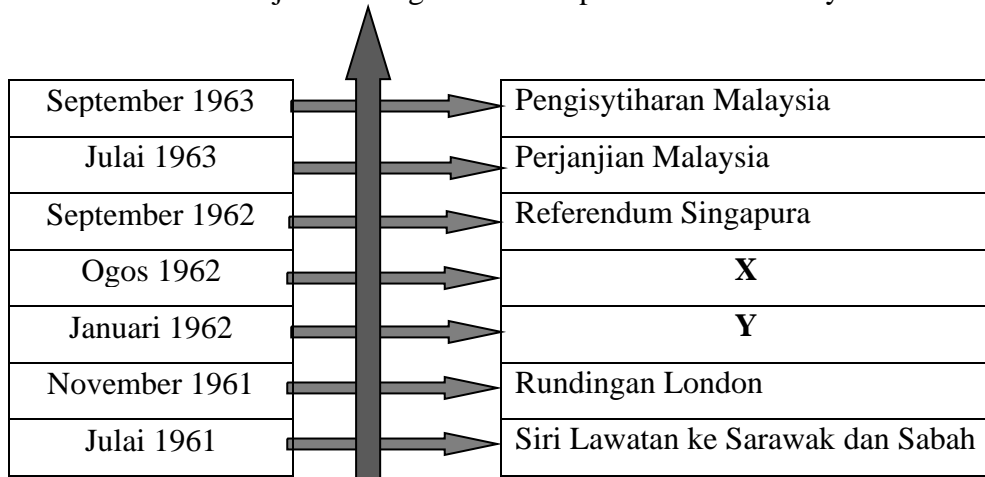 September 1963 Pengisytiharan Malaysia
Julai 1963 Perjanjian Malaysia
September 1962 Referendum Singapura
Ogos 1962 X
Januari 1962 Y
November 1961 Rundingan London
Julai 1961 Siri Lawatan ke Sarawak dan Sabah